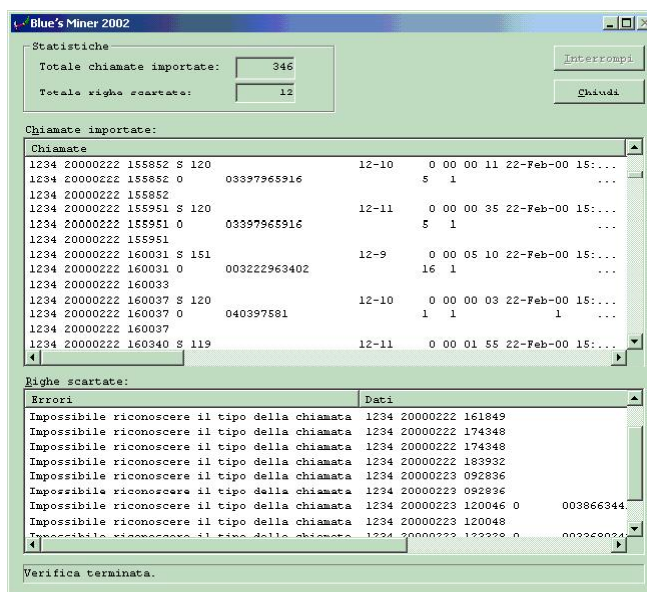 Blue's Miner 2002
Statistiche
Totale chiamate importate: 346
Interrompi
Totale righe scartate: 12
Chiudi
Chiamate importate:
Chiamate
1234 20000222 155852 S 120 12-10 0 00 00 11 22-Feb-00 15:...
1234 20000222 155852 0 03397965916 5 1 ...
1234 20000222 155852
1234 20000222 155951 S 120 12-11 0 00 00 35 22-Feb-00 15:...
1234 20000222 155951 0 03397965916 5 1 ...
1234 20000222 155951
1234 20000222 160031 S 151 12-9 0 00 05 10 22-Feb-00 15:...
1234 20000222 160031 0 003222963402 16 1 ...
1234 20000222 160033
1234 20000222 160037 S 120 12-10 0 00 00 03 22-Feb-00 15:...
1234 20000222 160037 0 040397581 1 1 1 ...
1234 20000222 160037
1234 20000222 160340 S 119 12-11 0 00 01 55 22-Feb-00 15:...
Righe scartate:
Errori Dati
Impossibile riconoscere il tipo della chiamata 1234 20000222 161849
Impossibile riconoscere il tipo della chiamata 1234 20000222 174348
Impossibile riconoscere il tipo della chiamata 1234 20000222 174348
Impossibile riconoscere il tipo della chiamata 1234 20000222 183932
Impossibile riconoscere il tipo della chiamata 1234 20000223 092836
Impossibile riconoscere il tipo della chiamata 1234 20000223 092836
Impossibile riconoscere il tipo della chiamata 1234 20000223 120046 0 003866344
Impossibile riconoscere il tipo della chiamata 1234 20000223 120048
Impossibile riconoscere il tipo della chiamata 1234 20000223
Verifica terminata.